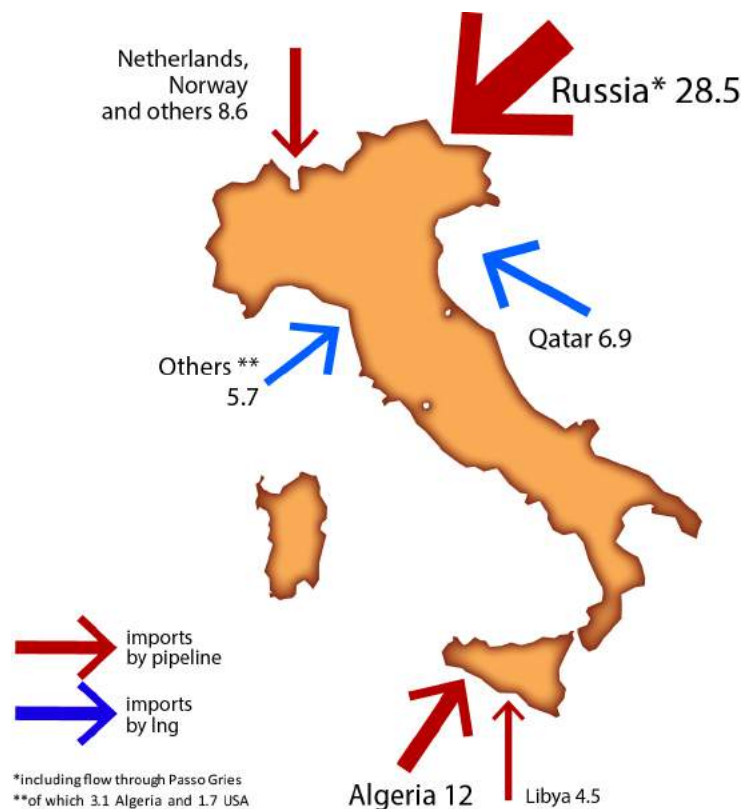 Netherlands,
Norway
and others 8.6
Russia* 28.5
Qatar 6.9
Others **
5.7
imports
by pipeline
imports
by lng
Algeria 12
Libya 4.5
*including flow through Passo Gries
**of which 3.1 Algeria and 1.7 USA